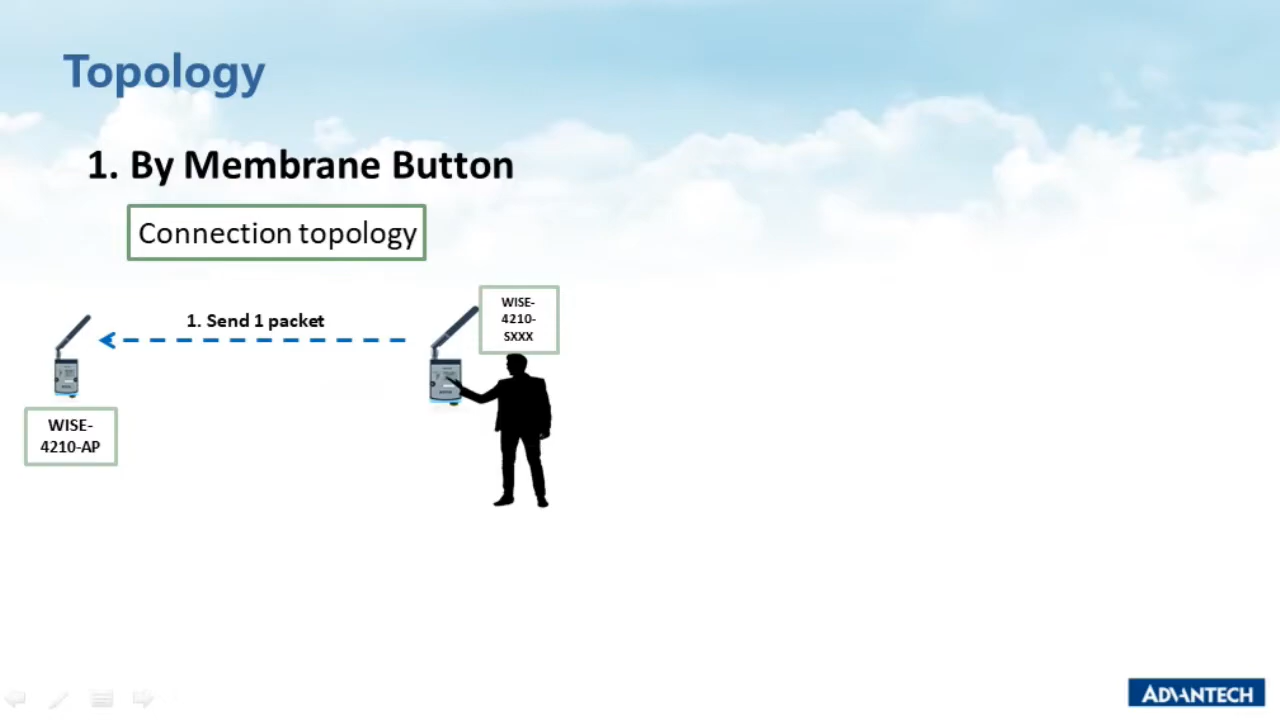 Topology
1. By Membrane Button
Connection topology
1. Send 1 packet
WISE-
4210-
SXXX
WISE-
4210-AP
ADVANTECH